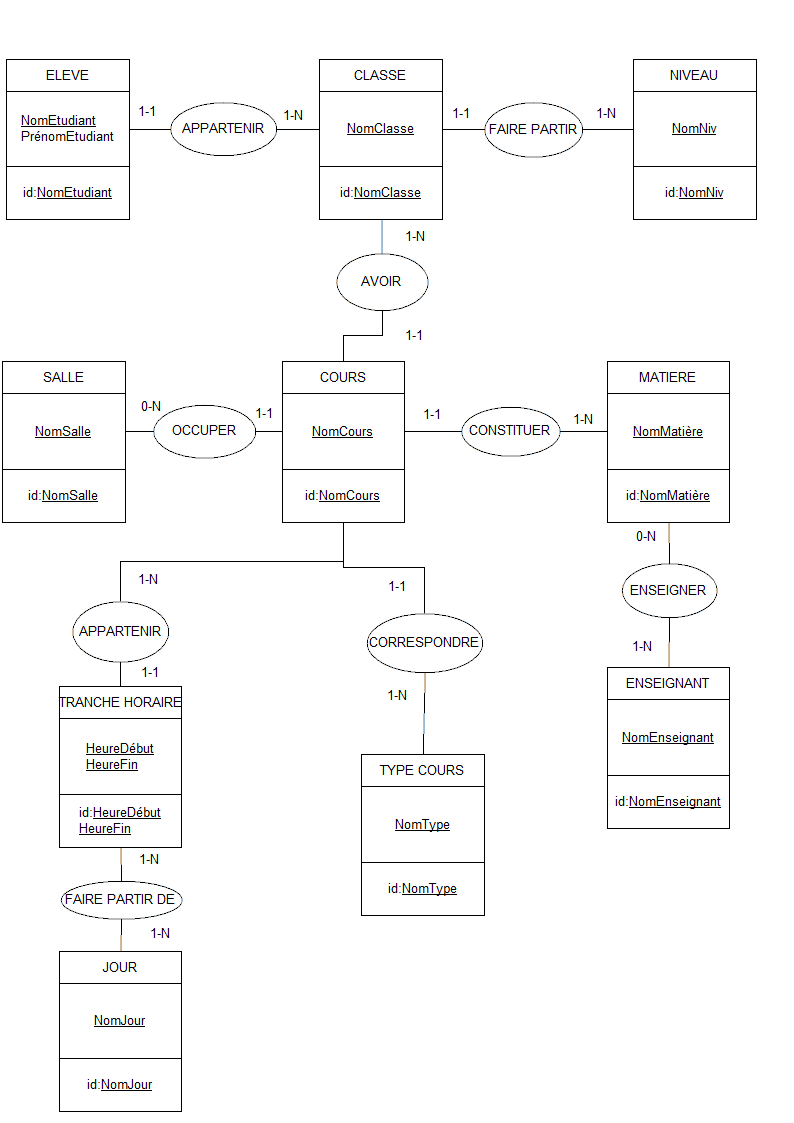 ELEVE
NomEtudiant
PrénomEtudiant
id:NomEtudiant
1-1
APPARTENIR
1-N
CLASSE
NomClasse
id:NomClasse
1-1
FAIRE PARTIR
1-N
NIVEAU
NomNiv
id:NomNiv
1-N
AVOIR
1-1
SALLE
NomSalle
id:NomSalle
0-N
OCCUPER
1-1
COURS
NomCours
id:NomCours
1-1
CONSTITUER
1-N
MATIERE
NomMatière
id:NomMatière
0-N
ENSEIGNER
1-N
ENSEIGNANT
NomEnseignant
id:NomEnseignant
1-N
APPARTENIR
1-1
TRANCHE HORAIRE
HeureDébut
HeureFin
id:HeureDébut
HeureFin
1-N
FAIRE PARTIR DE
1-N
JOUR
NomJour
id:NomJour
1-1
CORRESPONDRE
1-N
TYPE COURS
NomType
id:NomType